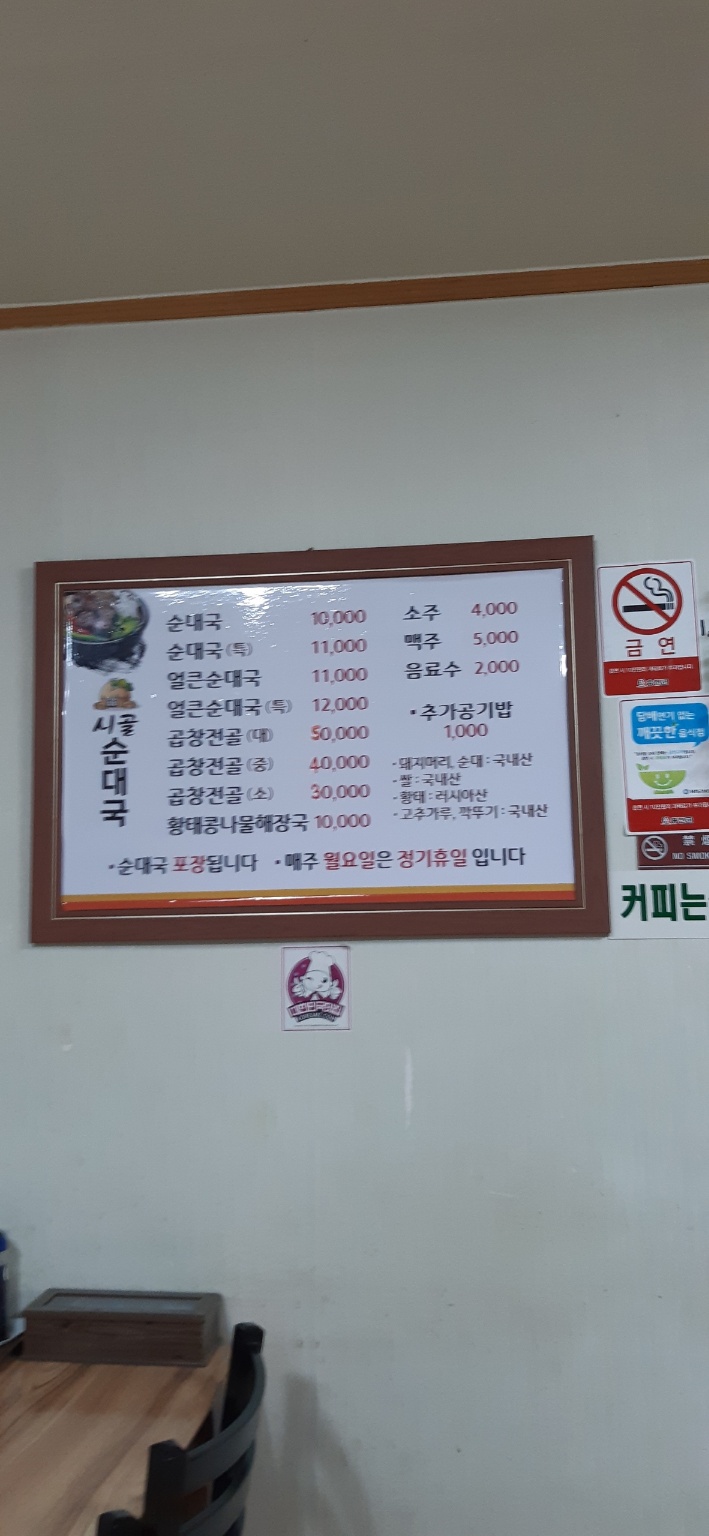 시골
순대국
순대국 10,000
순대국(특) 11,000
얼큰순대국 11,000
얼큰순대국(특) 12,000
곱창전골(대) 50,000
곱창전골(중) 40,000
곱창전골(소) 30,000
황태콩나물해장국 10,000
소주 4,000
맥주 5,000
음료수 2,000
• 추가공기밥
1,000
- 돼지머리, 순대 : 국내산
- 쌀 : 국내산
- 황태 : 러시아산
- 고추가루, 깍뚜기 : 국내산
• 순대국 포장됩니다 • 매주 월요일은 정기휴일 입니다
금 연
담배연기 없는
깨끗한 음식점
NO SMOK
커피는